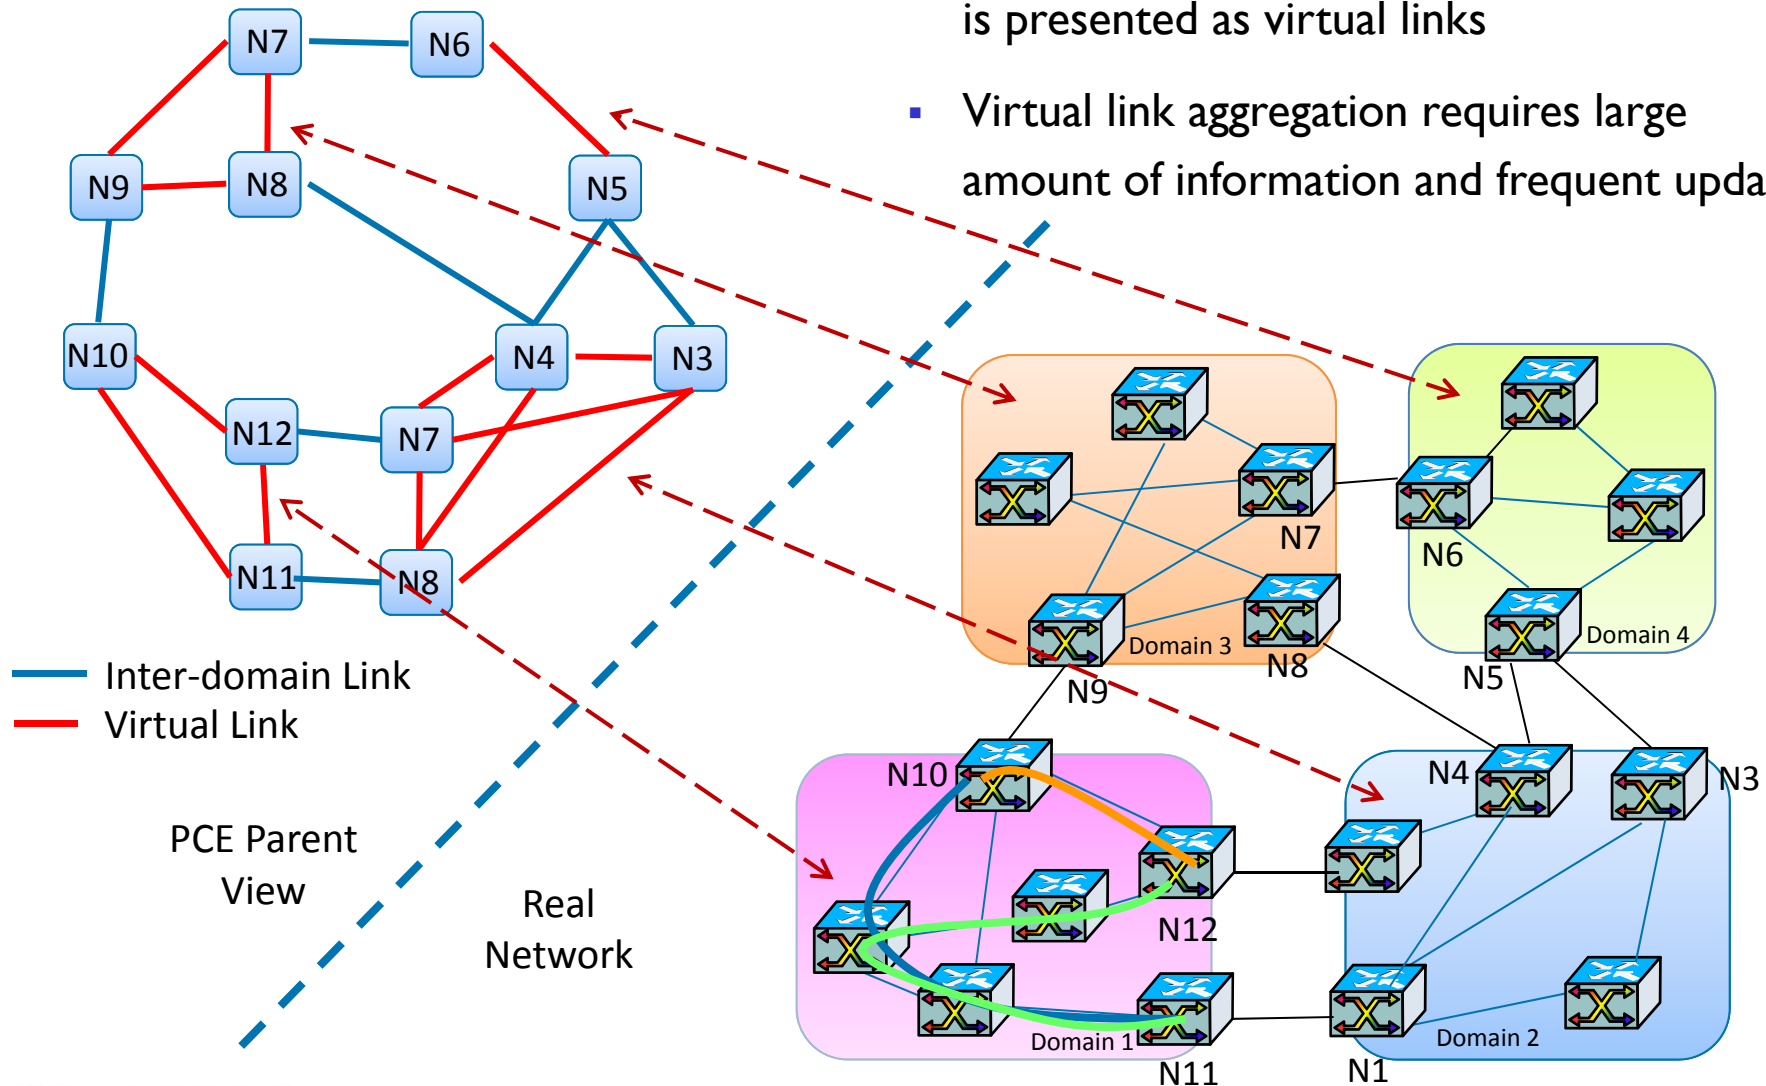 is presented as virtual links
▪ Virtual link aggregation requires large
amount of information and frequent upda
N7
N6
N9
N8
N5
N10
N4
N3
N12
N7
N11
N8
Inter-domain Link
Virtual Link
PCE Parent
View
Real
Network
N7
N6
Domain 3
Domain 4
N8
N9
N5
N10
N4
N3
N12
Domain 1
Domain 2
N11
N1